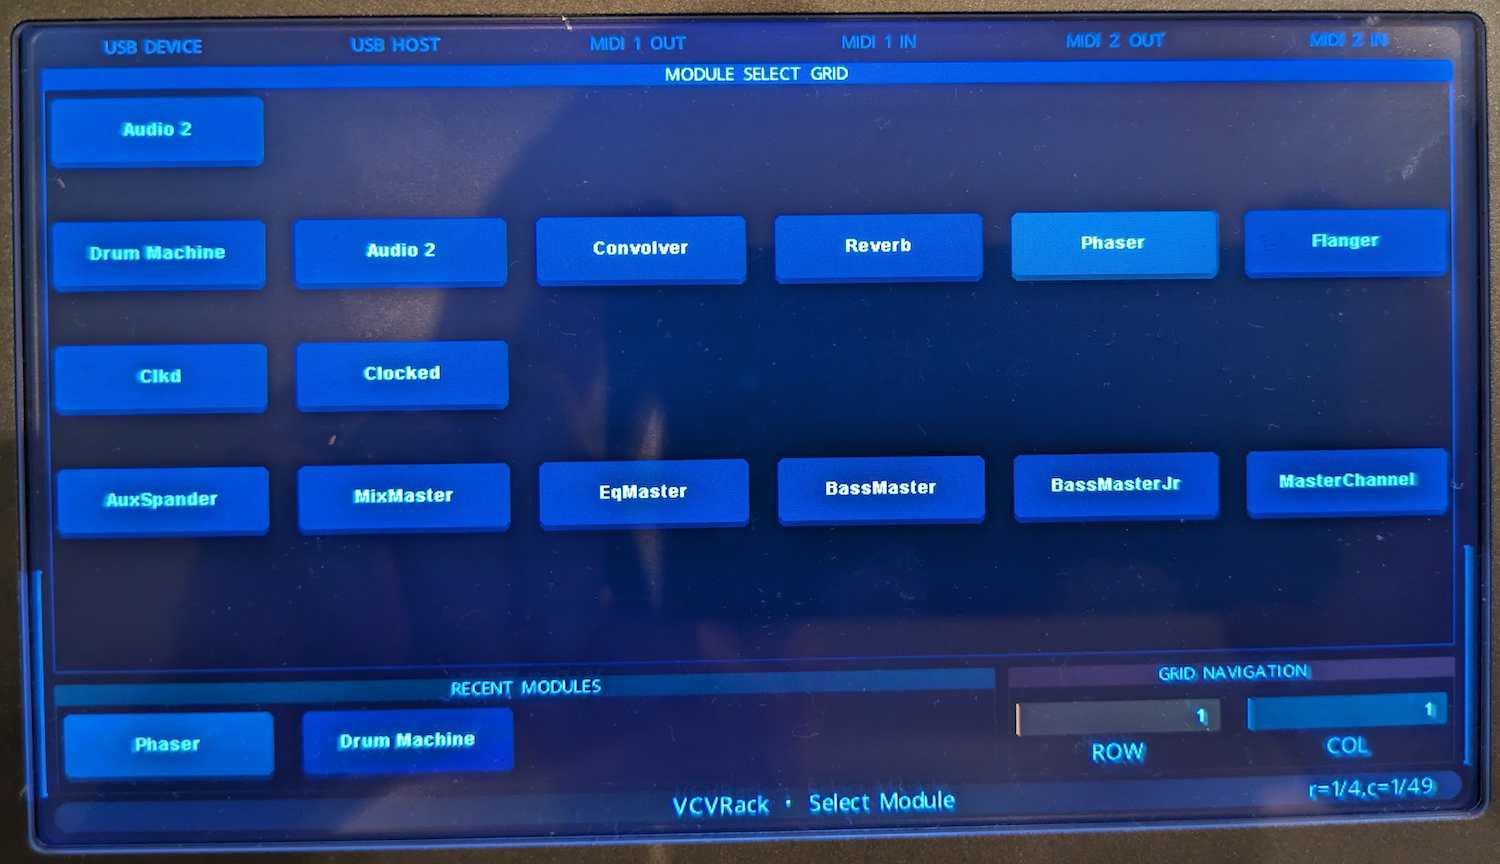 USB DEVICE USB HOST MIDI 1 OUT MIDI 1 IN MIDI 2 OUT MIDI 2 IN
MODULE SELECT GRID
Audio 2
Drum Machine Audio 2 Convolver Reverb Phaser Flanger
Clkd Clocked
AuxSpander MixMaster EqMaster BassMaster BassMasterJr MasterChannel
RECENT MODULES
GRID NAVIGATION
Phaser Drum Machine
1 1
ROW COL
VCVRack • Select Module
r=1/4,c=1/49